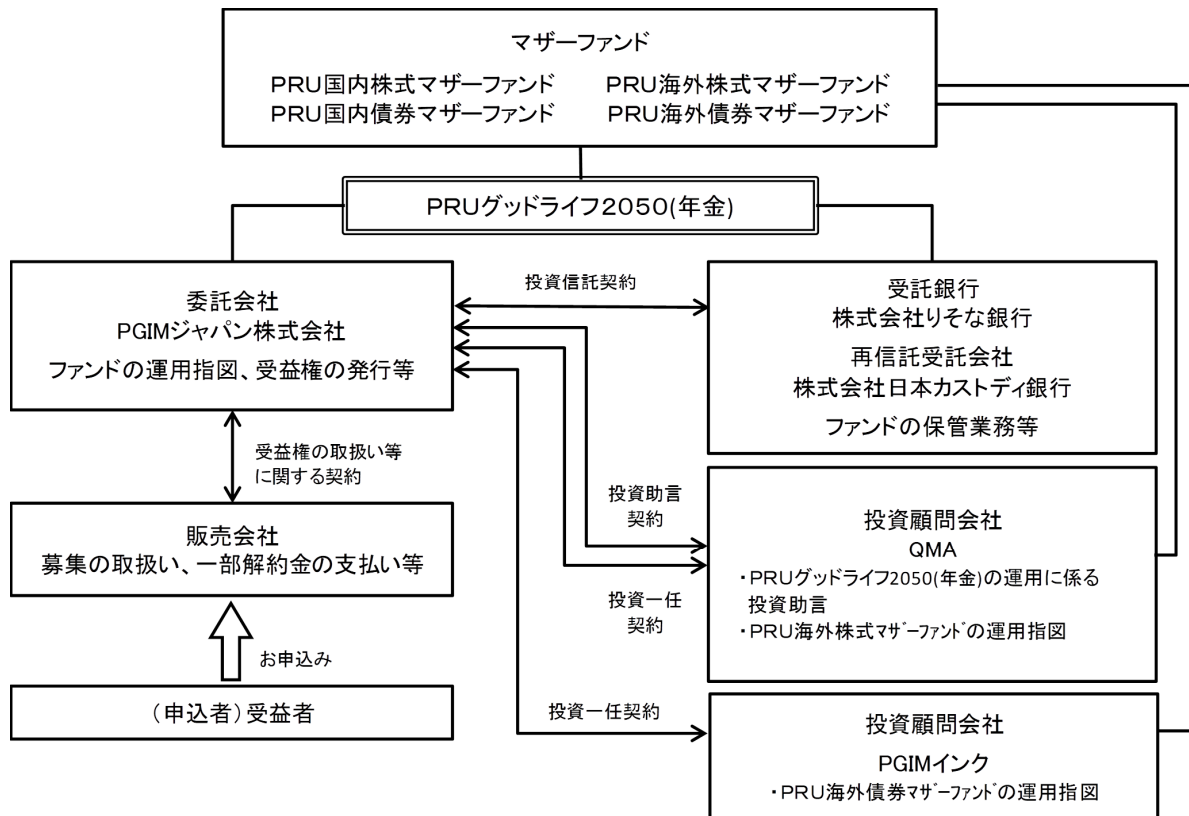 マザーファンド
PRU国内株式マザーファンド
PRU海外株式マザーファンド
PRU国内債券マザーファンド
PRU海外債券マザーファンド
PRUグッドライフ2050(年金)
委託会社
PGIMジャパン株式会社
ファンドの運用指図、受益権の発行等
投資信託契約
受託銀行
株式会社りそな銀行
再信託受託会社
株式会社日本カストディ銀行
ファンドの保管業務等
受益権の取扱い等
に関する契約
販売会社
募集の取扱い、一部解約金の支払い等
お申込み
(申込者)受益者
投資助言
契約
投資一任
契約
投資顧問会社
QMA
・PRUグッドライフ2050(年金)の運用に係る
投資助言
・PRU海外株式マザーファンドの運用指図
投資一任契約
投資顧問会社
PGIMインク
・PRU海外債券マザーファンドの運用指図